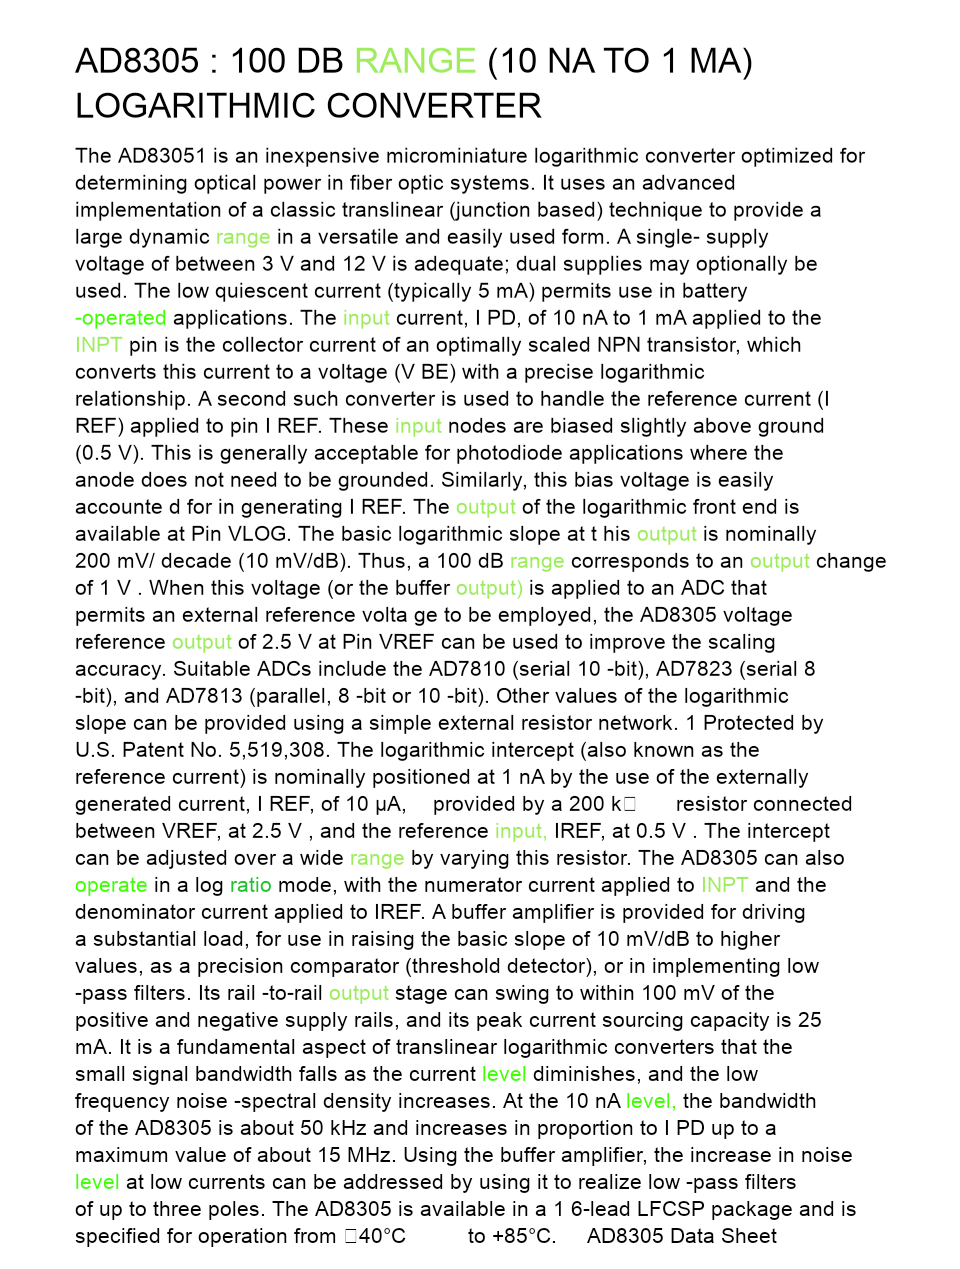 AD8305 : 100 DB RANGE (10 NA TO 1 MA)
LOGARITHMIC CONVERTER
The AD83051 is an inexpensive microminiature logarithmic converter optimized for
determining optical power in fiber optic systems. It uses an advanced
implementation of a classic translinear (junction based) technique to provide a
large dynamic range in a versatile and easily used form. A single- supply
voltage of between 3 V and 12 V is adequate; dual supplies may optionally be
used. The low quiescent current (typically 5 mA) permits use in battery
-operated applications. The input current, I PD, of 10 nA to 1 mA applied to the
INPT pin is the collector current of an optimally scaled NPN transistor, which
converts this current to a voltage (V BE) with a precise logarithmic
relationship. A second such converter is used to handle the reference current (I
REF) applied to pin I REF. These input nodes are biased slightly above ground
(0.5 V). This is generally acceptable for photodiode applications where the
anode does not need to be grounded. Similarly, this bias voltage is easily
accounte d for in generating I REF. The output of the logarithmic front end is
available at Pin VLOG. The basic logarithmic slope at t his output is nominally
200 mV/ decade (10 mV/dB). Thus, a 100 dB range corresponds to an output change
of 1 V . When this voltage (or the buffer output) is applied to an ADC that
permits an external reference volta ge to be employed, the AD8305 voltage
reference output of 2.5 V at Pin VREF can be used to improve the scaling
accuracy. Suitable ADCs include the AD7810 (serial 10 -bit), AD7823 (serial 8
-bit), and AD7813 (parallel, 8 -bit or 10 -bit). Other values of the logarithmic
slope can be provided using a simple external resistor network. 1 Protected by
U.S. Patent No. 5,519,308. The logarithmic intercept (also known as the
reference current) is nominally positioned at 1 nA by the use of the externally
generated current, I REF, of 10 µA, provided by a 200 k□ resistor connected
between VREF, at 2.5 V , and the reference input, IREF, at 0.5 V . The intercept
can be adjusted over a wide range by varying this resistor. The AD8305 can also
operate in a log ratio mode, with the numerator current applied to INPT and the
denominator current applied to IREF. A buffer amplifier is provided for driving
a substantial load, for use in raising the basic slope of 10 mV/dB to higher
values, as a precision comparator (threshold detector), or in implementing low
-pass filters. Its rail -to-rail output stage can swing to within 100 mV of the
positive and negative supply rails, and its peak current sourcing capacity is 25
mA. It is a fundamental aspect of translinear logarithmic converters that the
small signal bandwidth falls as the current level diminishes, and the low
frequency noise -spectral density increases. At the 10 nA level, the bandwidth
of the AD8305 is about 50 kHz and increases in proportion to I PD up to a
maximum value of about 15 MHz. Using the buffer amplifier, the increase in noise
level at low currents can be addressed by using it to realize low -pass filters
of up to three poles. The AD8305 is available in a 1 6-lead LFCSP package and is
specified for operation from □40°C to +85°C. AD8305 Data Sheet